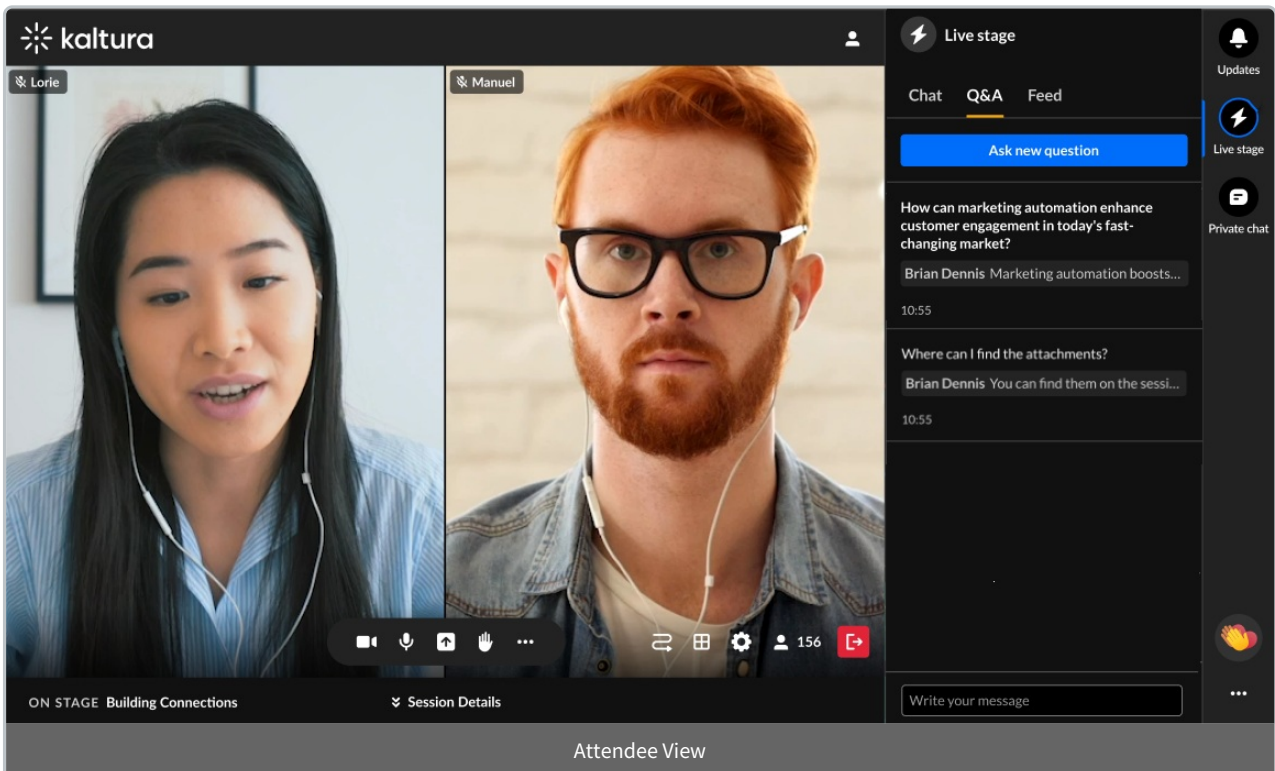 kaltura
Lorie
Manuel
156
ON STAGE Building Connections
Session Details
Live stage
Chat Q&A Feed
Ask new question
How can marketing automation enhance
customer engagement in today's fast-
changing market?
Brian Dennis Marketing automation boosts...
10:55
Where can I find the attachments?
Brian Dennis You can find them on the sessi...
10:55
Write your message
Updates
Live stage
Private chat
Attendee View